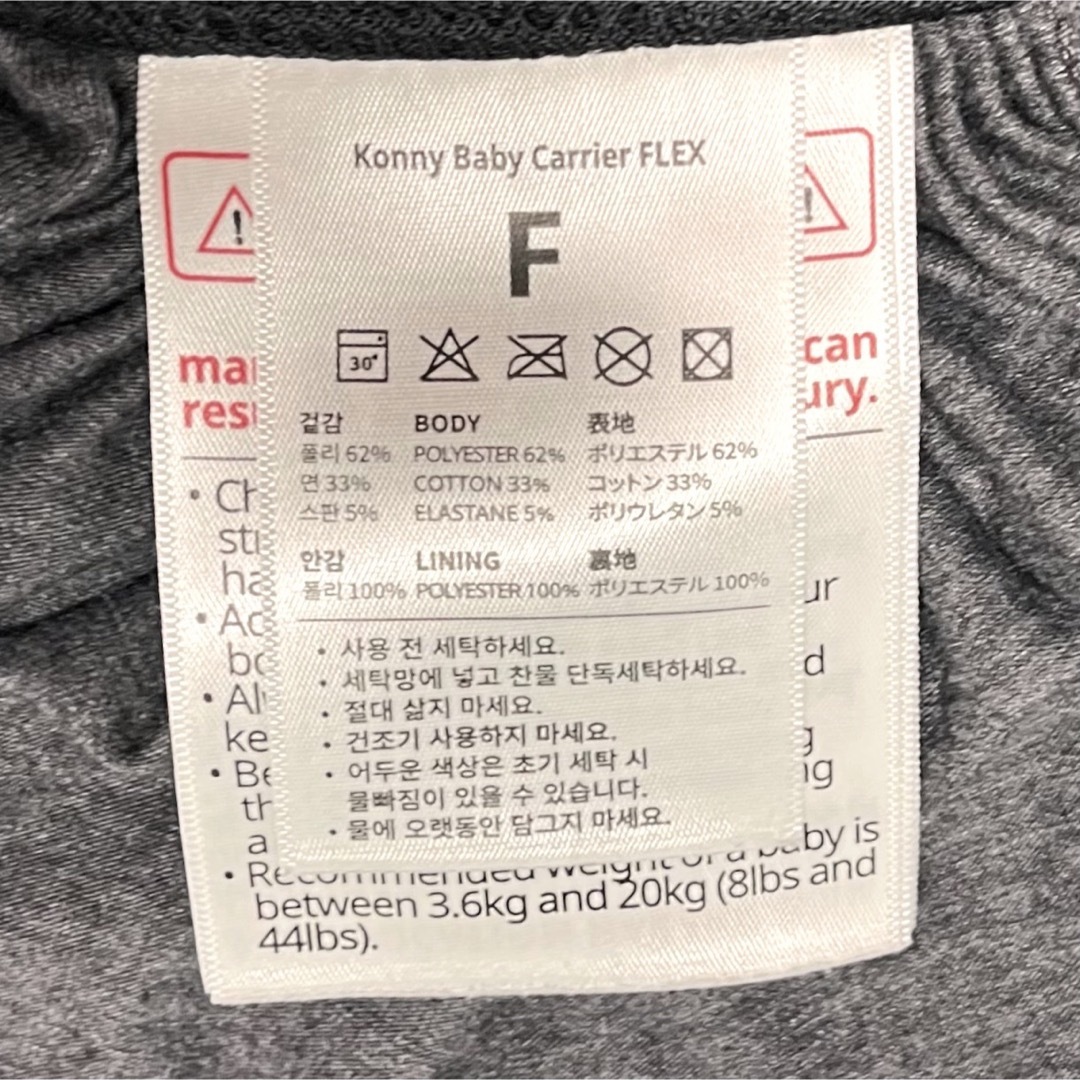 Konny Baby Carrier FLEX
F
30°
겉감 BODY 表地
폴리 62% POLYESTER 62% ポリエステル 62%
면 33% COTTON 33% コットン 33%
스판 5% ELASTANE 5% ポリウレタン 5%
안감 LINING 裏地
폴리 100% POLYESTER 100% ポリエステル 100%
• 사용 전 세탁하세요.
• 세탁망에 넣고 찬물 단독세탁하세요.
• 절대 삶지 마세요.
• 건조기 사용하지 마세요.
• 어두운 색상은 초기 세탁 시
물빠짐이 있을 수 있습니다.
• 물에 오랫동안 담그지 마세요.
can
• Recommended weight of a baby is
between 3.6kg and 20kg (8lbs and
44lbs).